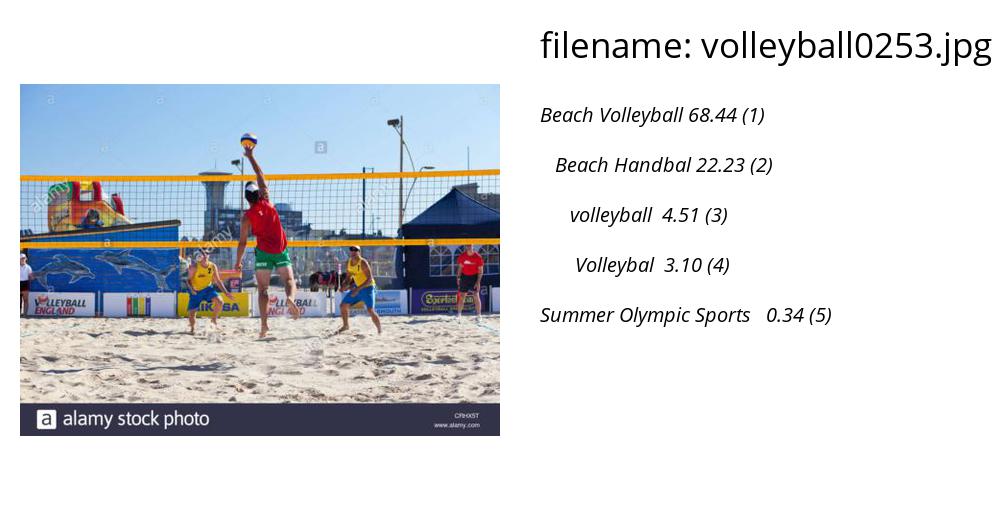 filename: volleyball0253.jpg
Beach Volleyball 68.44 (1)
Beach Handbal 22.23 (2)
volleyball 4.51 (3)
Volleybal 3.10 (4)
Summer Olympic Sports 0.34 (5)
alamy
alamy
VOLLEYBALL
ENGLAND
VOLLEYBALL
ENGLAND
a alamy stock photo
CRHX5T
www.alamy.com